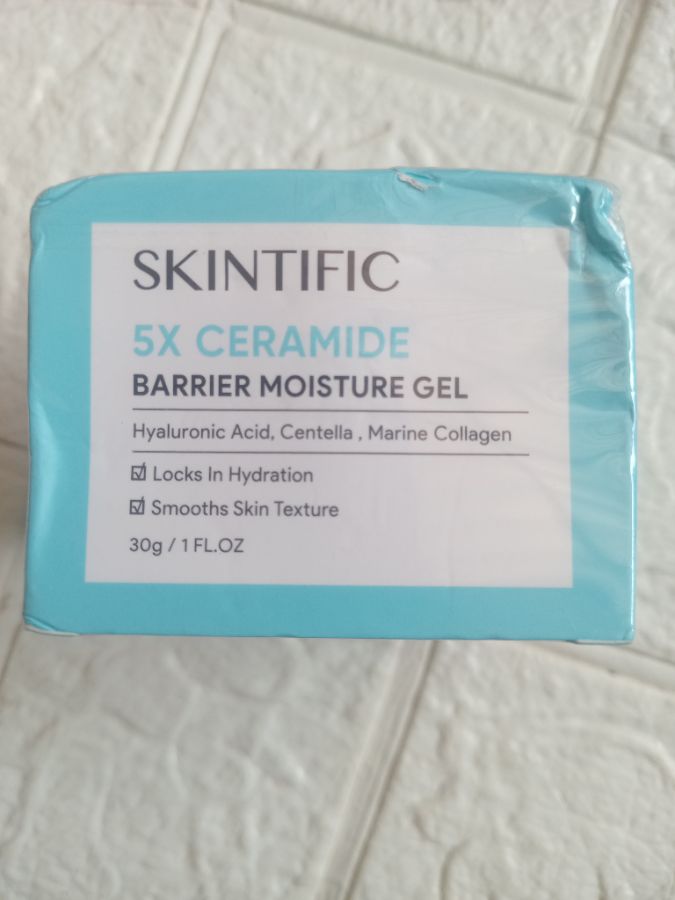 SKINTIFIC
5X CERAMIDE
BARRIER MOISTURE GEL
Hyaluronic Acid, Centella , Marine Collagen
☑ Locks In Hydration
☑ Smooths Skin Texture
30g / 1 FL.OZ